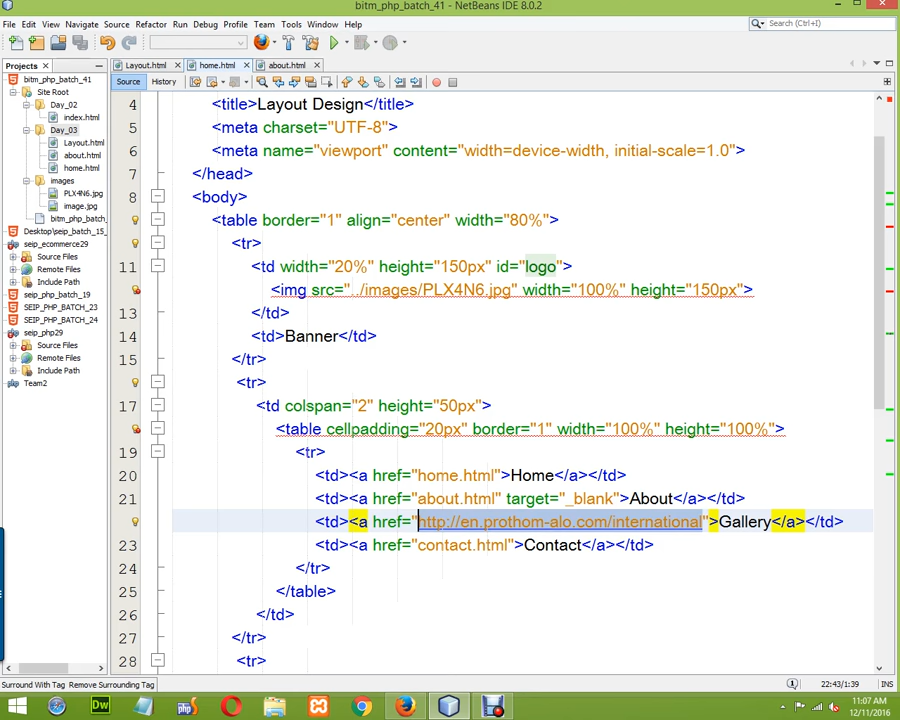 bitm_php_batch_41 - NetBeans IDE 8.0.2
File Edit View Navigate Source Refactor Run Debug Profile Team Tools Window Help
Search (Ctrl+I)
Projects
Layout.html home.html about.html
Source History
bitm_php_batch_41
Site Root
Day_02
index.html
Day_03
Layout.html
about.html
home.html
images
PLX4N6.jpg
image.jpg
bitm_php_batch_
Desktop\seip_batch_15_
seip_ecommerce29
Source Files
Remote Files
Include Path
seip_php_batch_19
SEIP_PHP_BATCH_23
SEIP_PHP_BATCH_24
seip_php29
Source Files
Remote Files
Include Path
Team2
4 <title>Layout Design</title>
5 <meta charset="UTF-8">
6 <meta name="viewport" content="width=device-width, initial-scale=1.0">
7 </head>
8 <body>
<table border="1" align="center" width="80%">
<tr>
11 <td width="20%" height="150px" id="logo">
<img src="../images/PLX4N6.jpg" width="100%" height="150px">
13 </td>
14 <td>Banner</td>
15 </tr>
<tr>
17 <td colspan="2" height="50px">
<table cellpadding="20px" border="1" width="100%" height="100%">
19 <tr>
20 <td><a href="home.html">Home</a></td>
21 <td><a href="about.html" target="_blank">About</a></td>
<td><a href="http://en.prothom-alo.com/international">Gallery</a></td>
23 <td><a href="contact.html">Contact</a></td>
24 </tr>
25 </table>
26 </td>
27 </tr>
28 <tr>
Surround With Tag Remove Surrounding Tag
22:43/1:39 INS
Dw
php
11:07 AM
12/11/2016